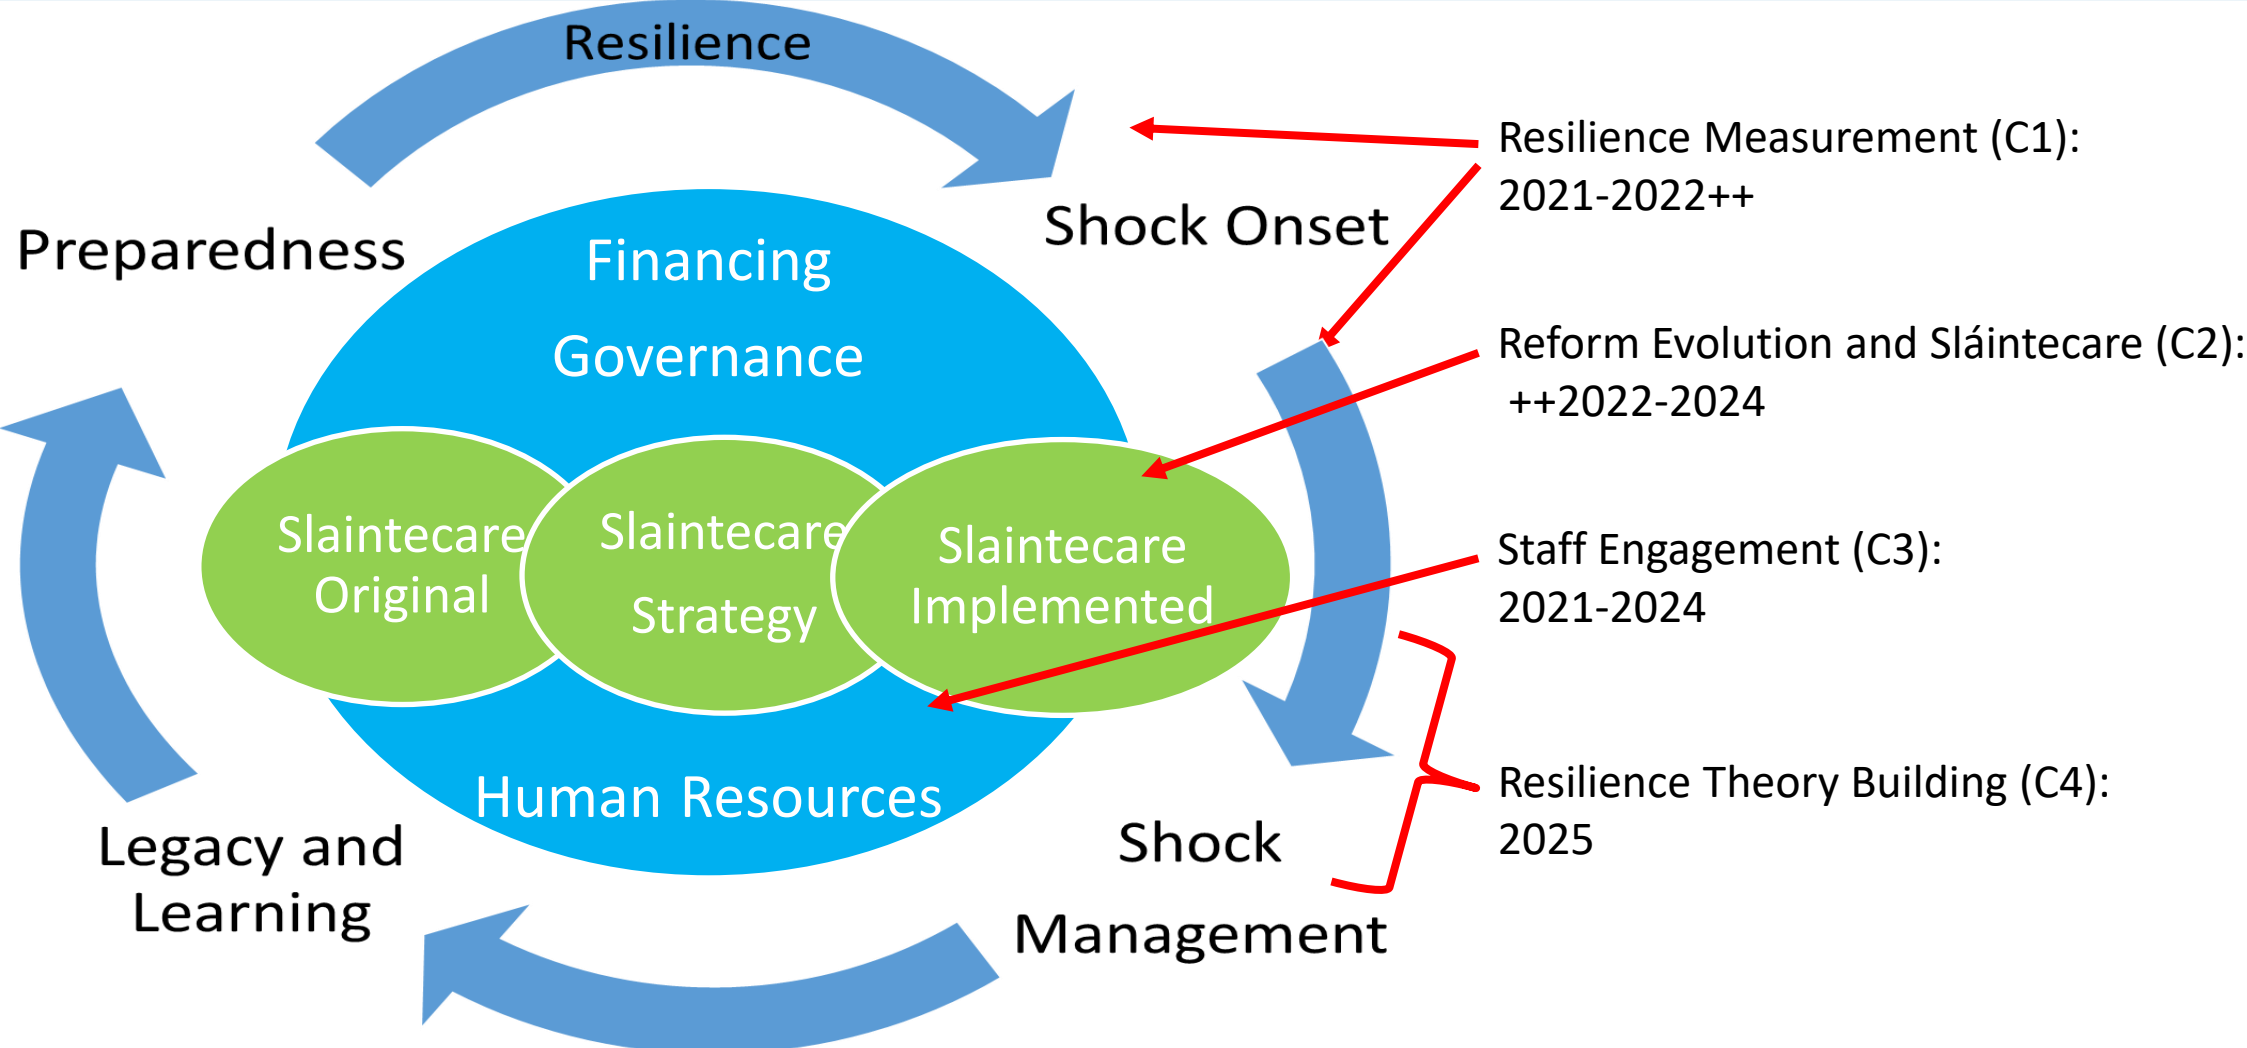 Resilience
Preparedness
Shock Onset
Financing
Governance
Slaintecare
Original
Slaintecare
Strategy
Slaintecare
Implemented
Human Resources
Legacy and
Learning
Shock
Management
Resilience Measurement (C1):
2021-2022++
Reform Evolution and Sláintecare (C2):
++2022-2024
Staff Engagement (C3):
2021-2024
Resilience Theory Building (C4):
2025